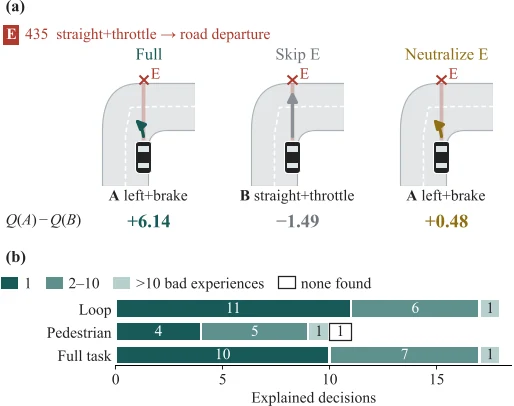 (a)
E 435 straight+throttle → road departure
Full Skip E Neutralize E
E E E
A left+brake B straight+throttle A left+brake
Q(A)−Q(B) +6.14 −1.49 +0.48
(b)
1 2–10 >10 bad experiences none found
Loop 11 6 1
Pedestrian 4 5 1 1
Full task 10 7 1
0 5 10 15
Explained decisions